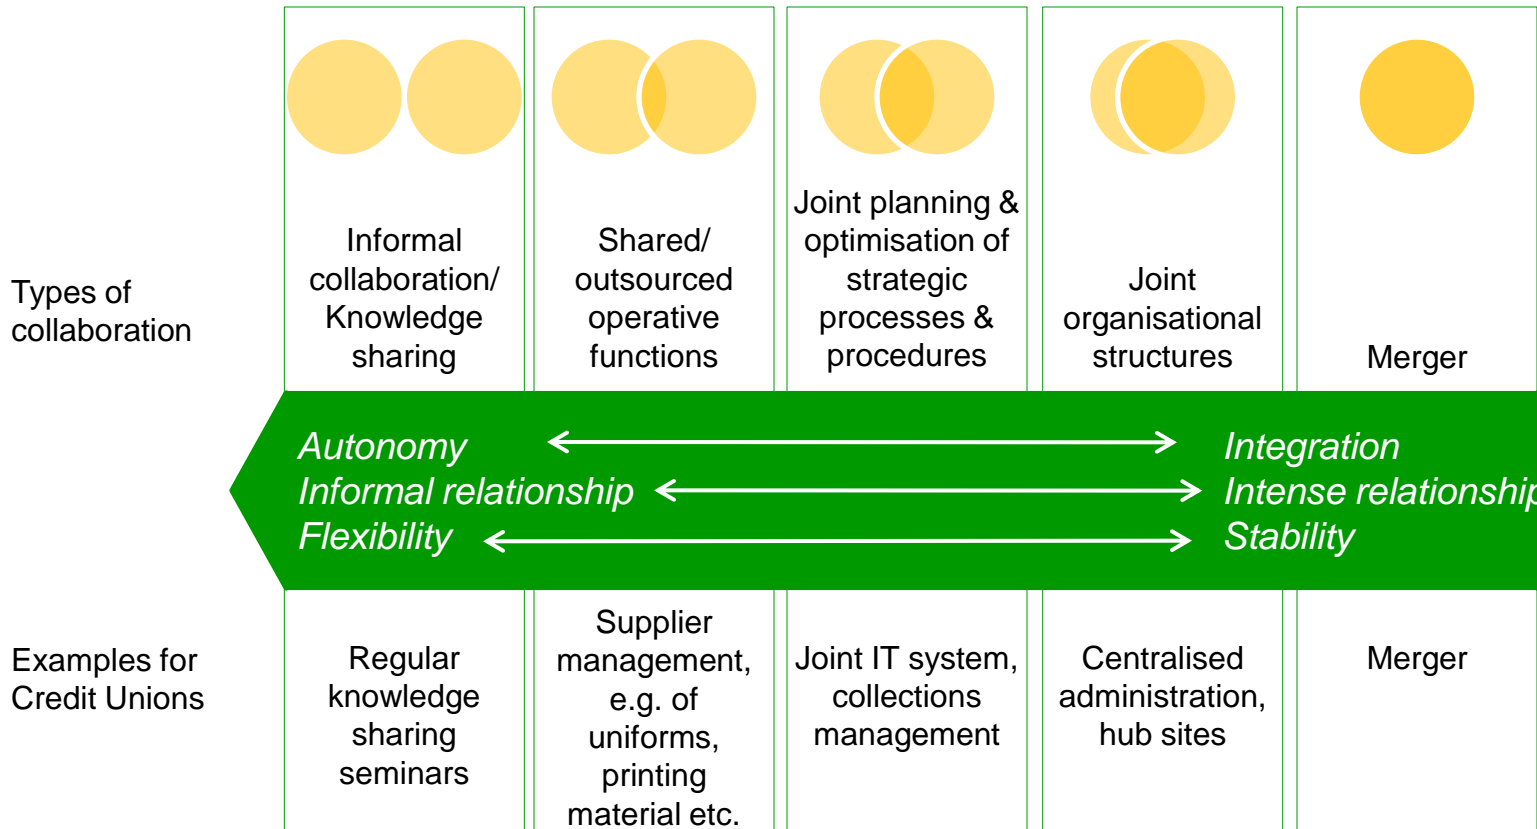 Types of
collaboration
Informal
collaboration/
Knowledge
sharing
Shared/
outsourced
operative
functions
Joint planning &
optimisation of
strategic
processes &
procedures
Joint
organisational
structures
Merger
Autonomy
Informal relationship
Flexibility
Integration
Intense relationship
Stability
Examples for
Credit Unions
Regular
knowledge
sharing
seminars
Supplier
management,
e.g. of
uniforms,
printing
material etc.
Joint IT system,
collections
management
Centralised
administration,
hub sites
Merger